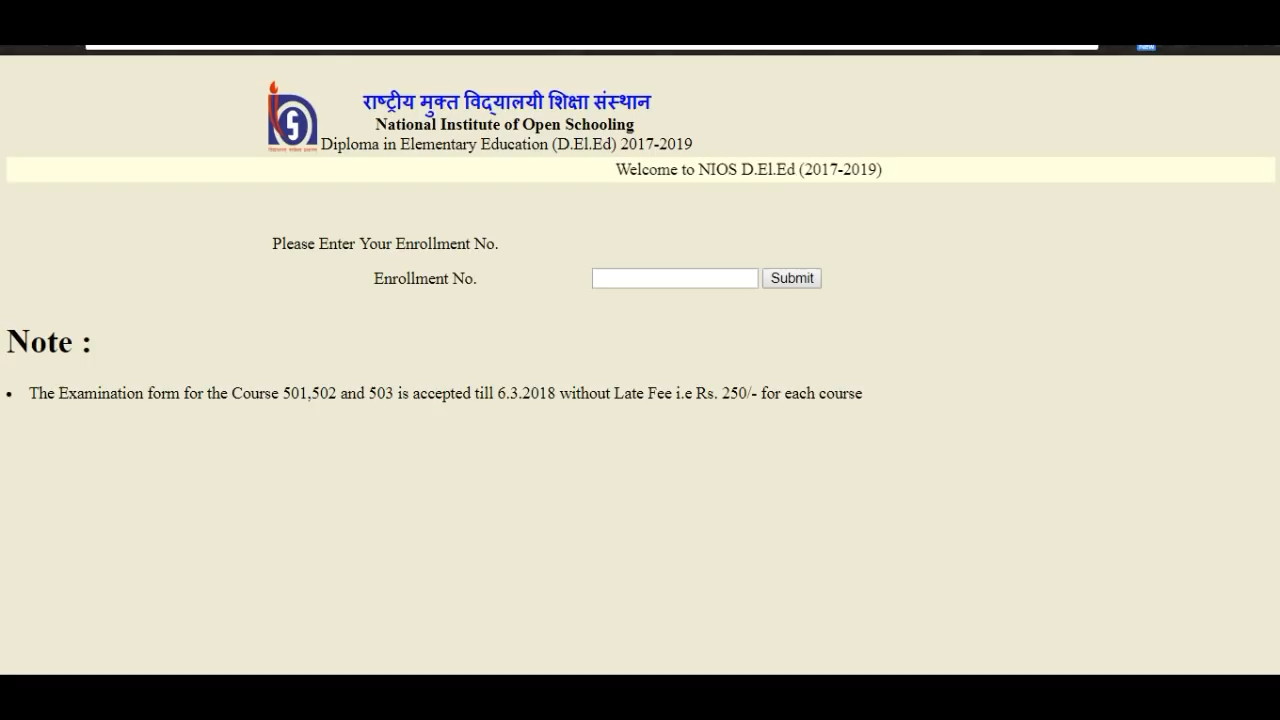 New
राष्ट्रीय मुक्त विद्‌यालयी शिक्षा संस्थान
National Institute of Open Schooling
Diploma in Elementary Education (D.El.Ed) 2017-2019
Welcome to NIOS D.El.Ed (2017-2019)
Please Enter Your Enrollment No.
Enrollment No. Submit
Note :
• The Examination form for the Course 501,502 and 503 is accepted till 6.3.2018 without Late Fee i.e Rs. 250/- for each course